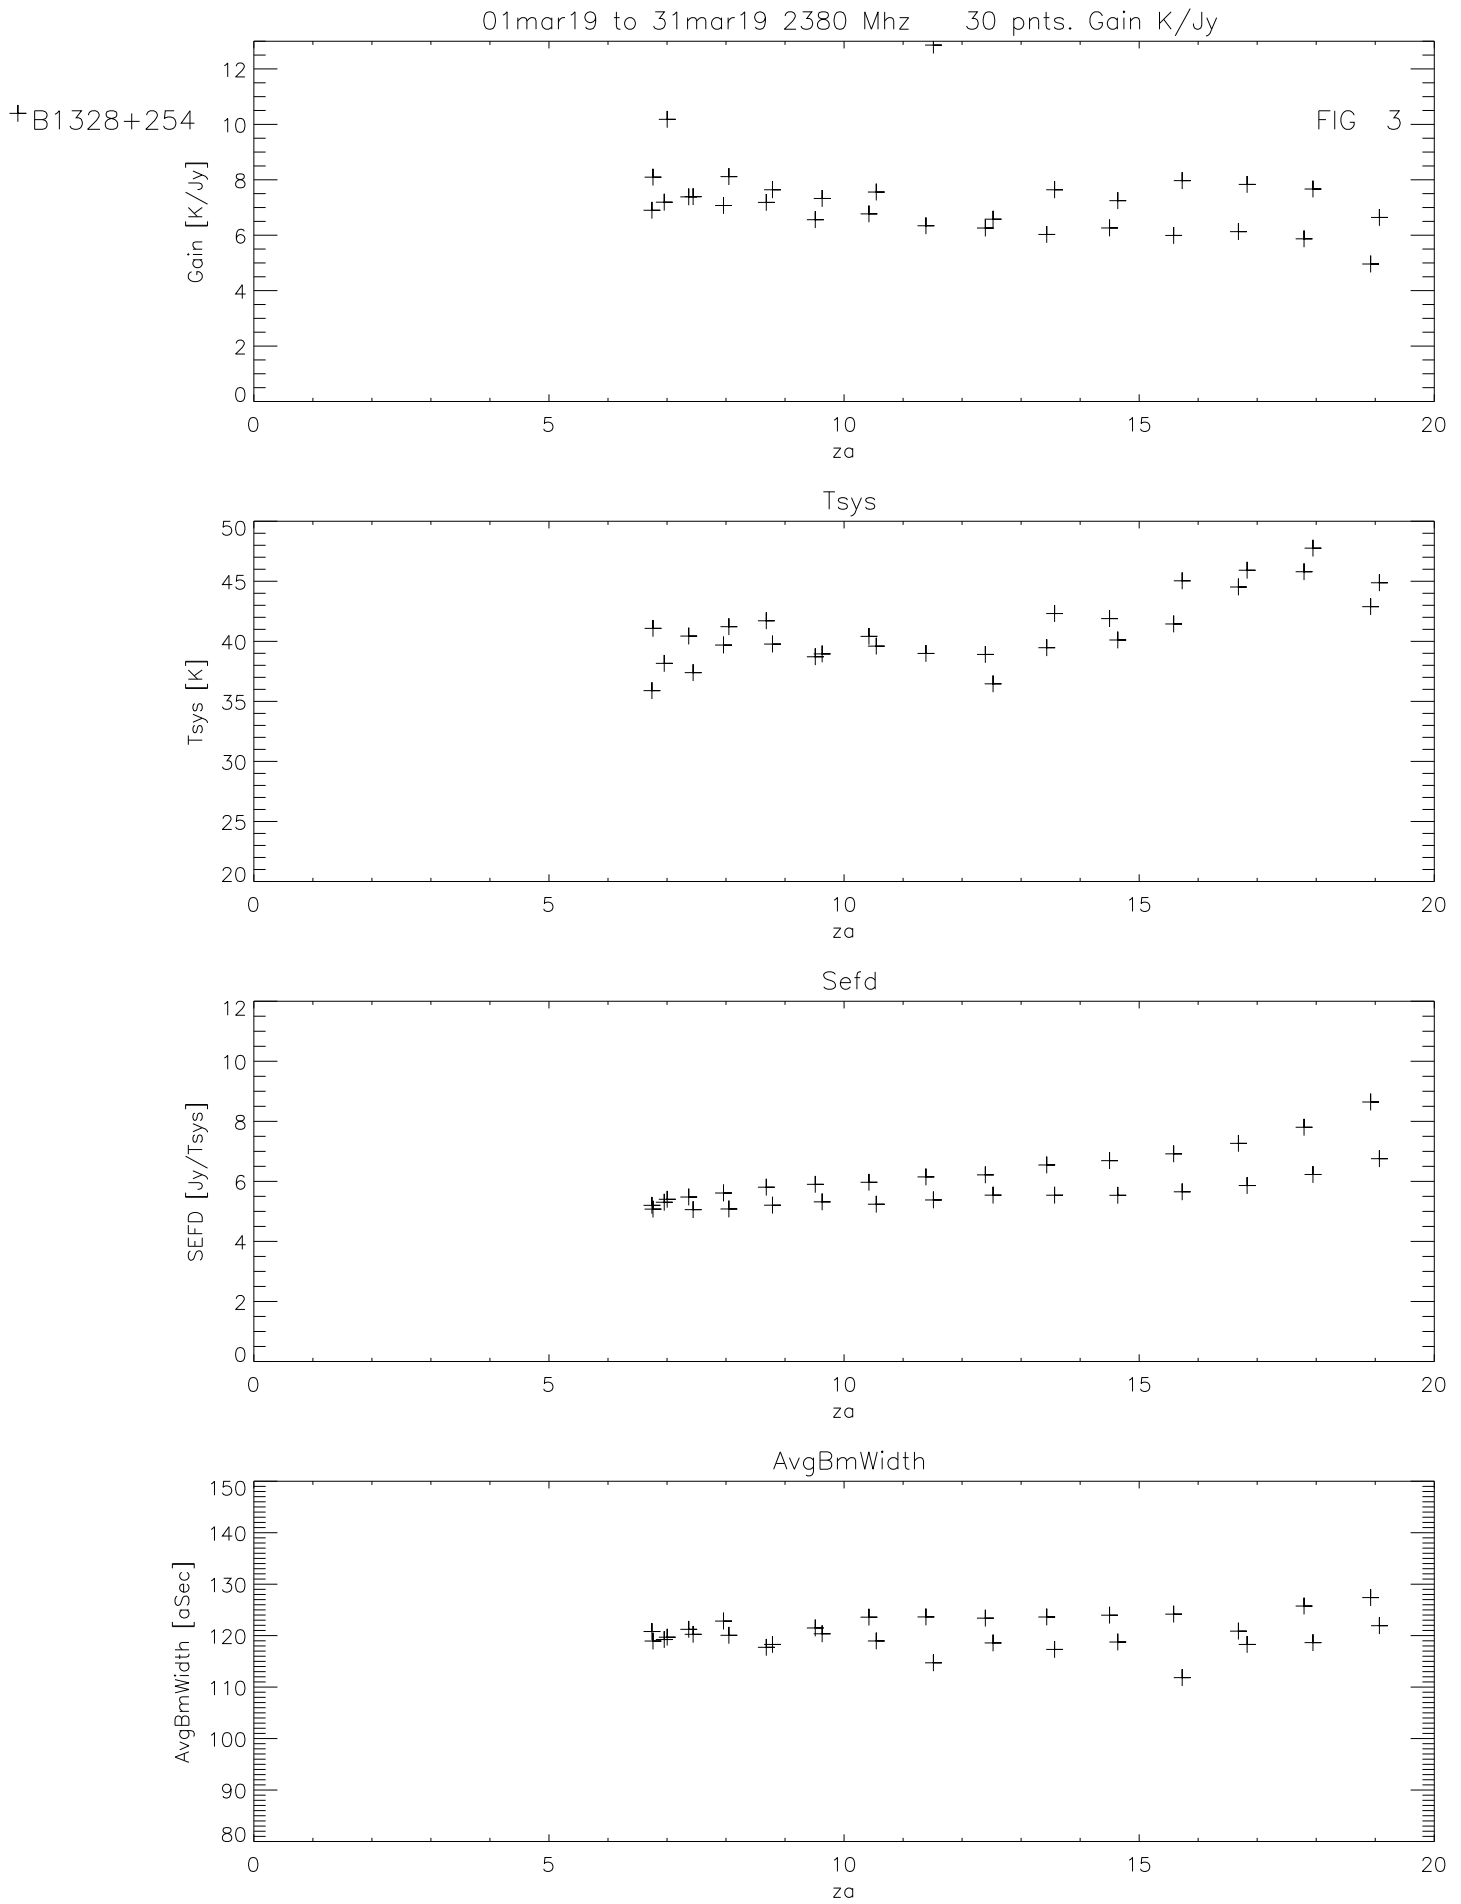 01mar19 to 31mar19 2380 Mhz 30 pnts. Gain K/Jy
+B1328+254
FIG 3
Gain [K/Jy]
12
10
8
6
4
2
0
0 5 10 15 20
za
Tsys
Tsys [K]
50
45
40
35
30
25
20
0 5 10 15 20
za
Sefd
SEFD [Jy/Tsys]
12
10
8
6
4
2
0
0 5 10 15 20
za
AvgBmWidth
AvgBmWidth [aSec]
150
140
130
120
110
100
90
80
0 5 10 15 20
za